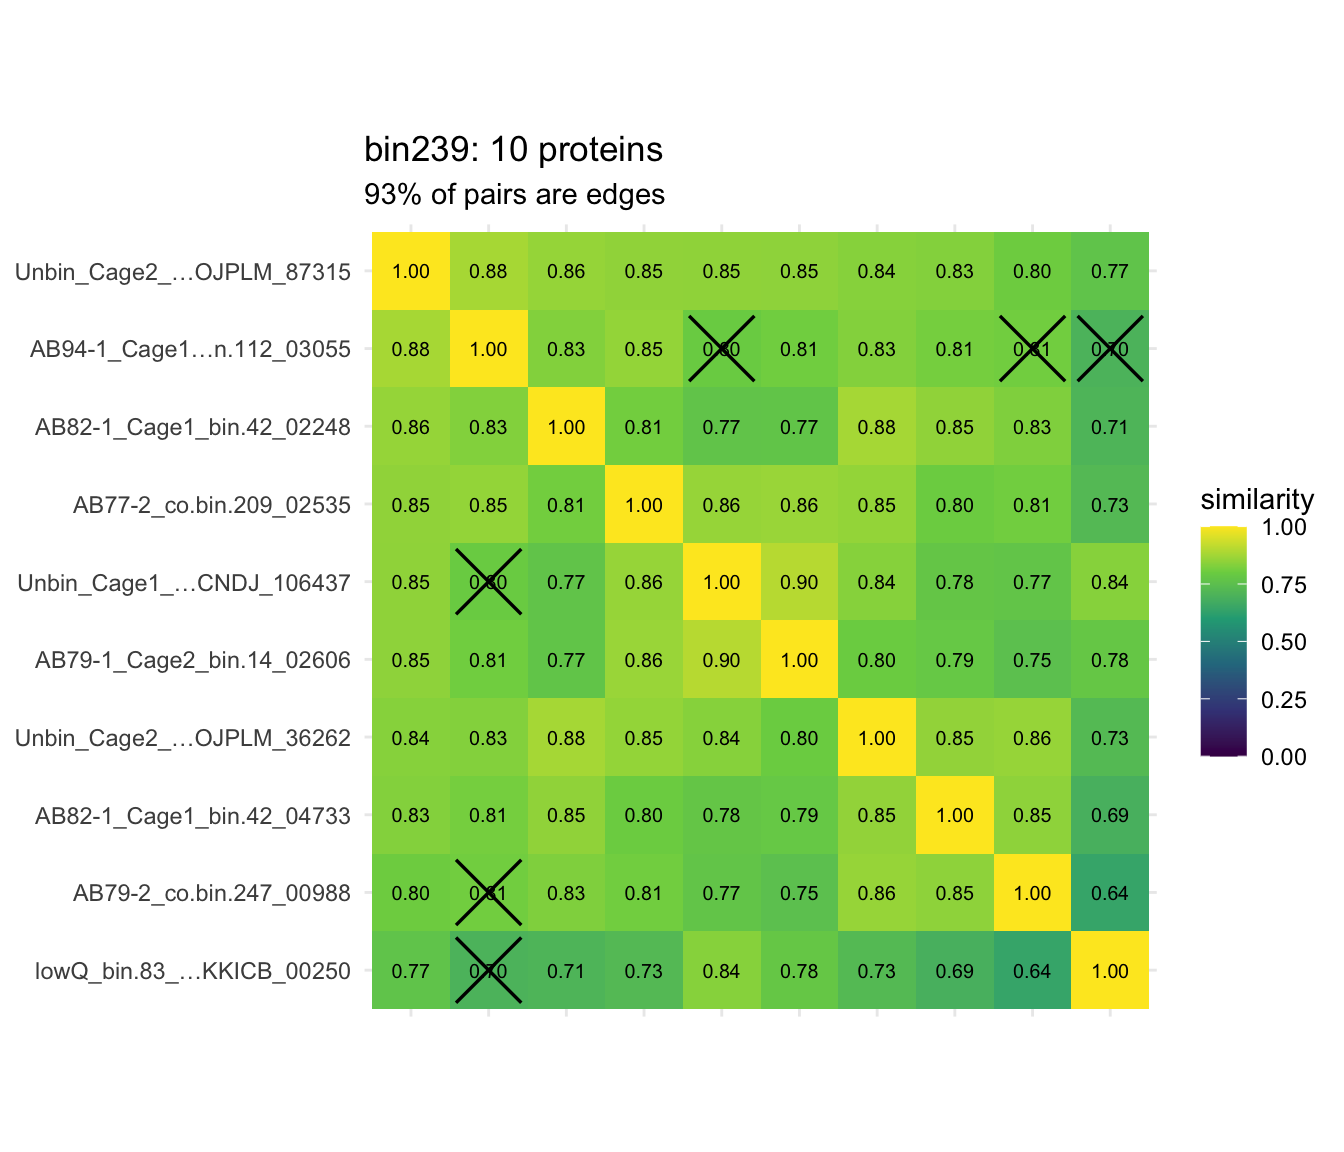 bin239: 10 proteins
93% of pairs are edges
Unbin_Cage2_…OJPLM_87315 1.00 0.88 0.86 0.85 0.85 0.85 0.84 0.83 0.80 0.77
AB94-1_Cage1…n.112_03055 0.88 1.00 0.83 0.85 0.80 0.81 0.83 0.81 0.81 0.70
AB82-1_Cage1_bin.42_02248 0.86 0.83 1.00 0.81 0.77 0.77 0.88 0.85 0.83 0.71
AB77-2_co.bin.209_02535 0.85 0.85 0.81 1.00 0.86 0.86 0.85 0.80 0.81 0.73
Unbin_Cage1_…CNDJ_106437 0.85 0.80 0.77 0.86 1.00 0.90 0.84 0.78 0.77 0.84
AB79-1_Cage2_bin.14_02606 0.85 0.81 0.77 0.86 0.90 1.00 0.80 0.79 0.75 0.78
Unbin_Cage2_…OJPLM_36262 0.84 0.83 0.88 0.85 0.84 0.80 1.00 0.85 0.86 0.73
AB82-1_Cage1_bin.42_04733 0.83 0.81 0.85 0.80 0.78 0.79 0.85 1.00 0.85 0.69
AB79-2_co.bin.247_00988 0.80 0.81 0.83 0.81 0.77 0.75 0.86 0.85 1.00 0.64
lowQ_bin.83_…KKICB_00250 0.77 0.70 0.71 0.73 0.84 0.78 0.73 0.69 0.64 1.00
similarity
1.00
0.75
0.50
0.25
0.00